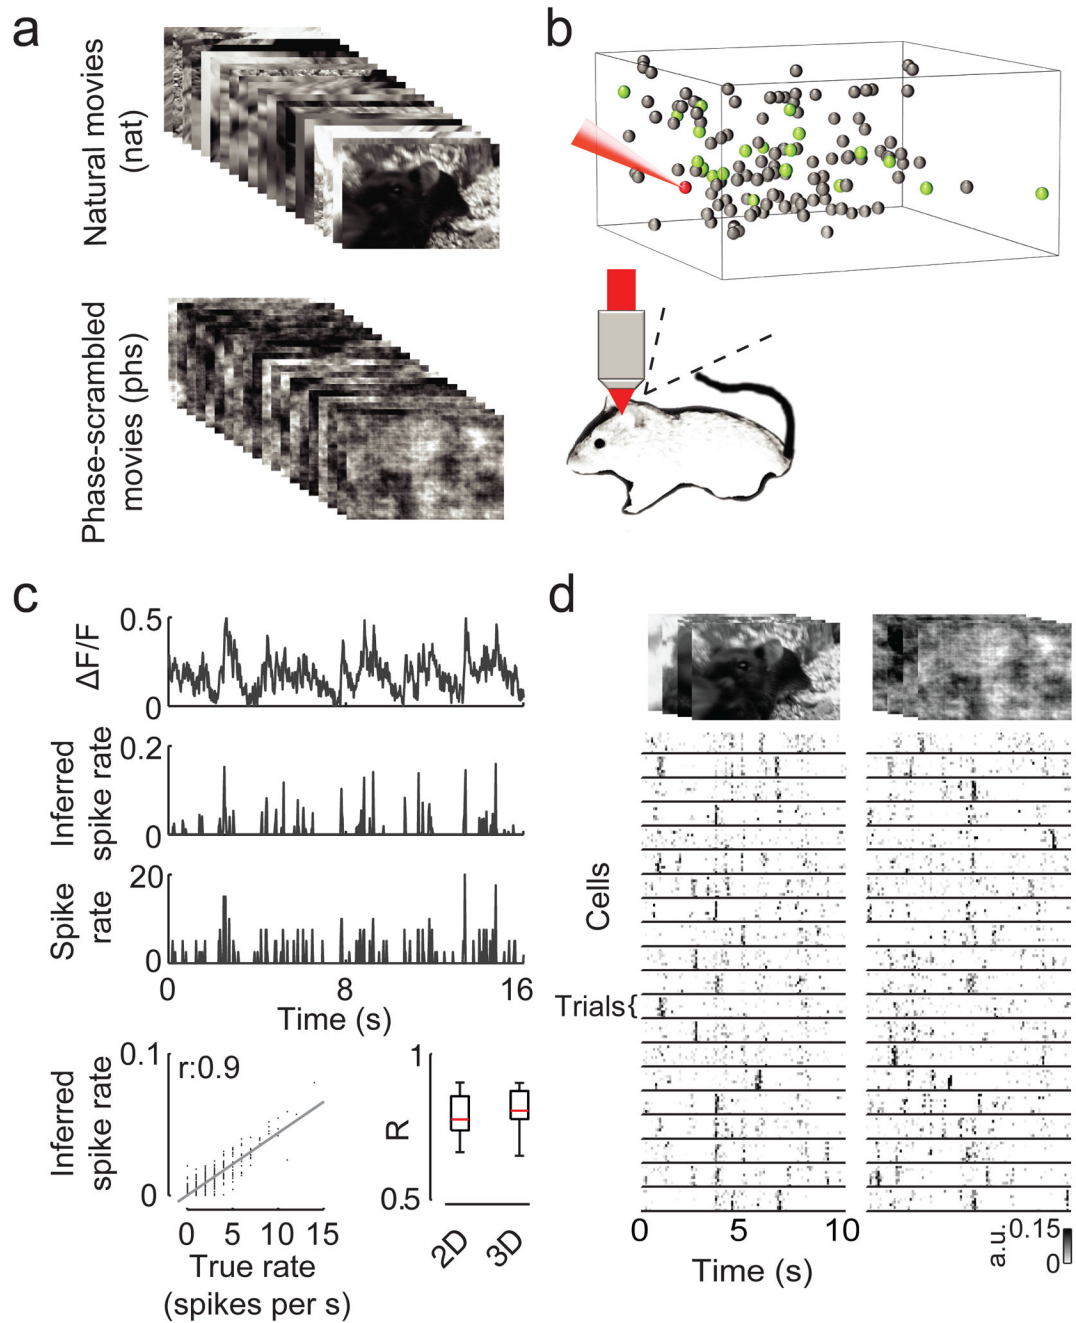 a
Natural movies
(nat)
Phase-scrambled
movies (phs)
b
c
0.5
ΔF/F
0
0.2
Inferred
spike rate
0
20
Spike
rate
0
0
8
16
Time (s)
0.1
r:0.9
Inferred
spike rate
0
0
5
10
15
True rate
(spikes per s)
1
R
0.5
2D
3D
d
Cells
Trials{
0
5
10
Time (s)
a.u.
0.15
0